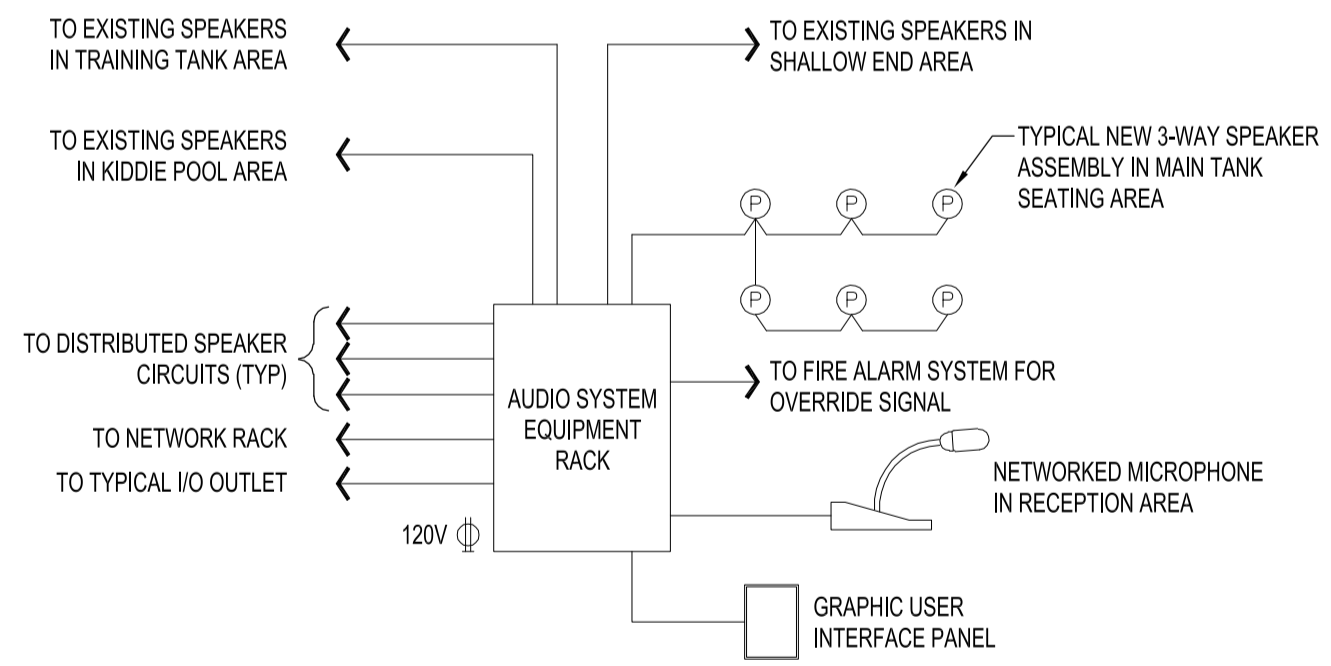 TO EXISTING SPEAKERS
IN TRAINING TANK AREA
TO EXISTING SPEAKERS IN
SHALLOW END AREA
TO EXISTING SPEAKERS
IN KIDDIE POOL AREA
TYPICAL NEW 3-WAY SPEAKER
ASSEMBLY IN MAIN TANK
SEATING AREA
P P P
P P P
TO DISTRIBUTED SPEAKER
CIRCUITS (TYP)
TO NETWORK RACK
TO TYPICAL I/O OUTLET
120V
AUDIO SYSTEM
EQUIPMENT
RACK
TO FIRE ALARM SYSTEM FOR
OVERRIDE SIGNAL
NETWORKED MICROPHONE
IN RECEPTION AREA
GRAPHIC USER
INTERFACE PANEL